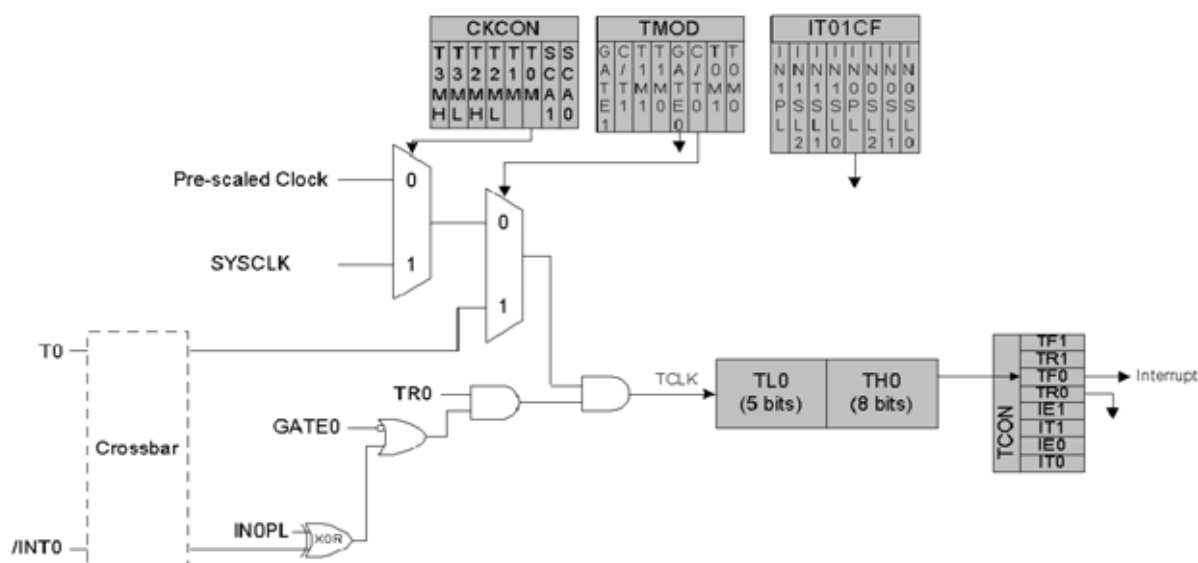 CKCON
T3MH
T3ML
T2MH
T2ML
T1M
T0M
SCA1
SCA0
TMOD
GATE1
C/T1
T1M1
T1M0
GATE0
C/T0
T0M1
T0M0
IT01CF
IN1PL
IN1SL2
IN1SL1
IN1SL0
IN0PL
IN0SL2
IN0SL1
IN0SL0
Pre-scaled Clock
0
SYSCLK
1
0
1
T0
Crossbar
/INT0
GATE0
TR0
IN0PL
XOR
TCLK
TL0
(5 bits)
TH0
(8 bits)
TCON
TF1
TR1
TF0
TR0
IE1
IT1
IE0
IT0
Interrupt